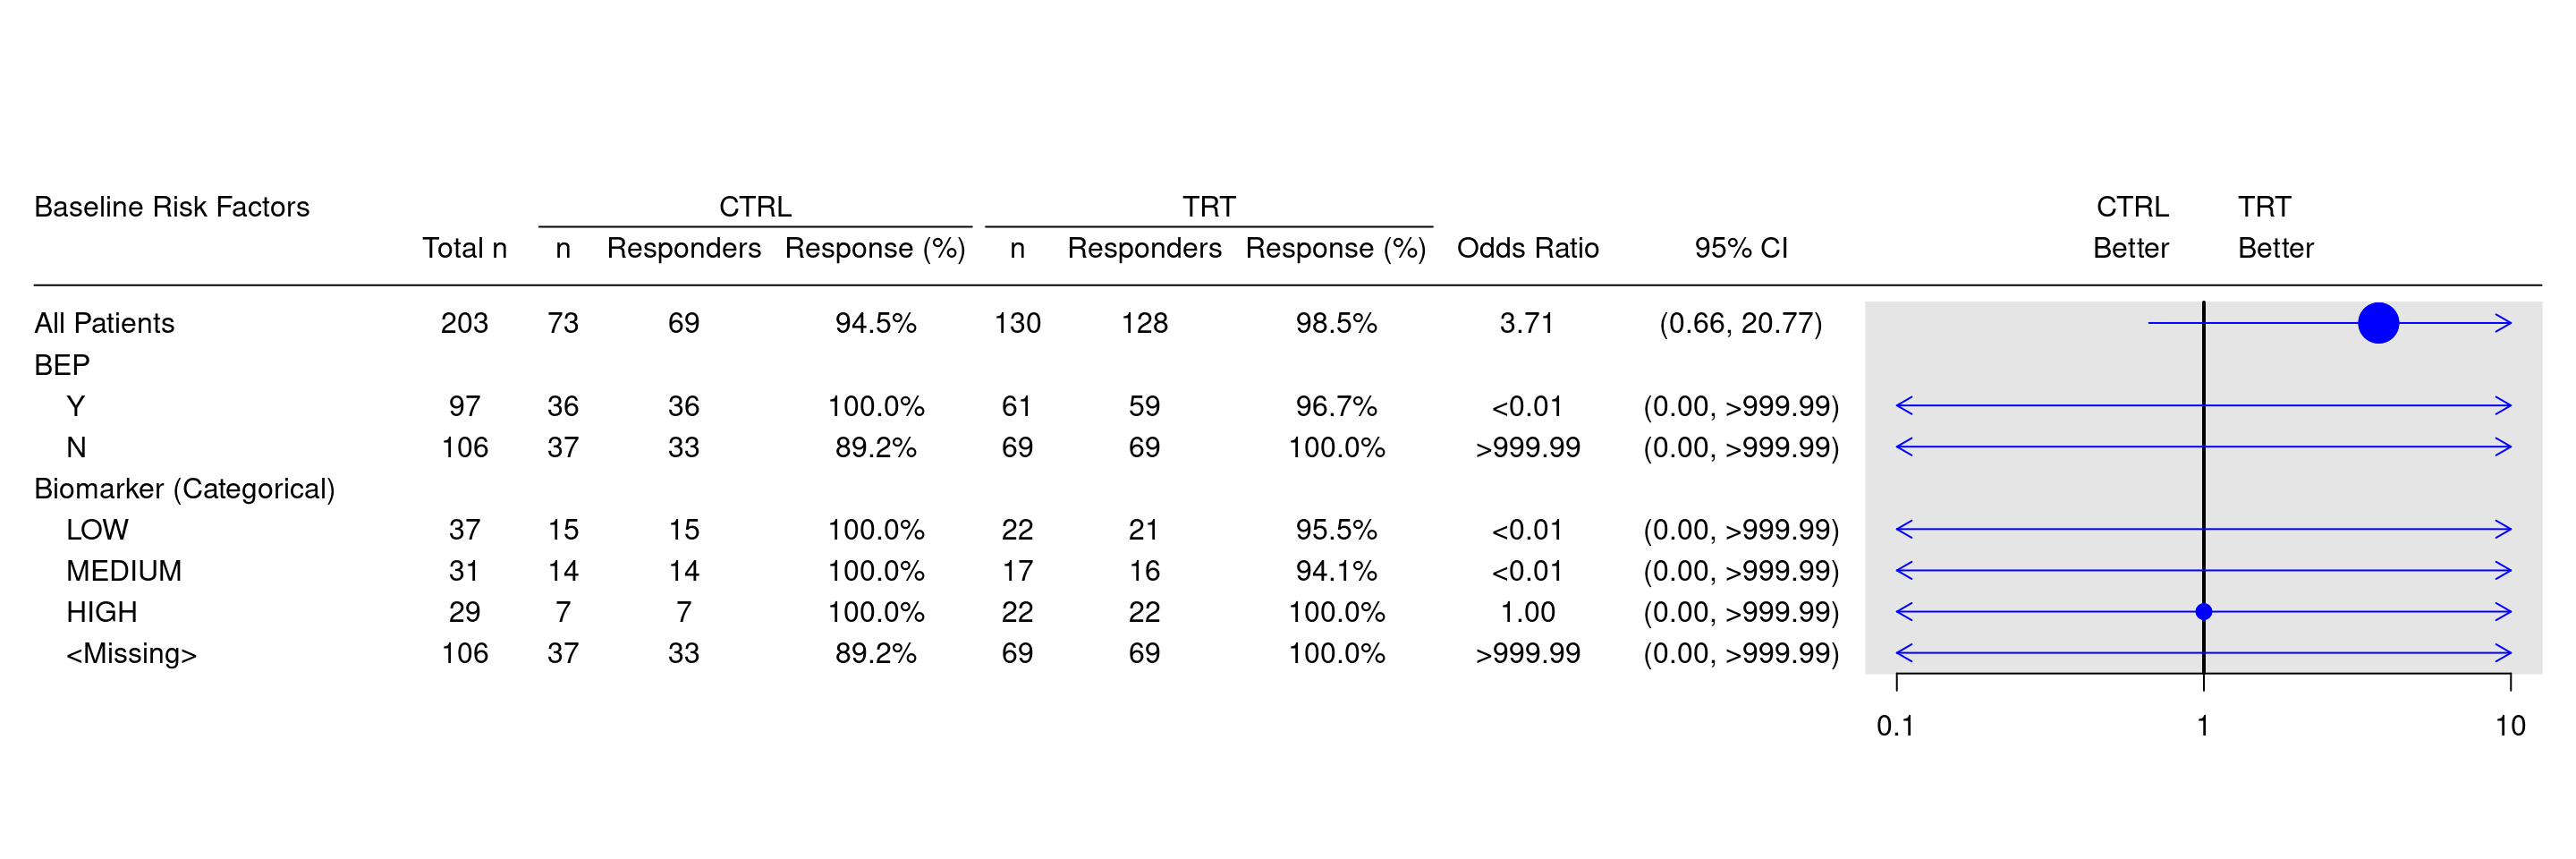 Baseline Risk Factors CTRL TRT CTRL TRT
Total n n Responders Response (%) n Responders Response (%) Odds Ratio 95% CI Better Better
All Patients 203 73 69 94.5% 130 128 98.5% 3.71 (0.66, 20.77)
BEP
Y 97 36 36 100.0% 61 59 96.7% <0.01 (0.00, >999.99)
N 106 37 33 89.2% 69 69 100.0% >999.99 (0.00, >999.99)
Biomarker (Categorical)
LOW 37 15 15 100.0% 22 21 95.5% <0.01 (0.00, >999.99)
MEDIUM 31 14 14 100.0% 17 16 94.1% <0.01 (0.00, >999.99)
HIGH 29 7 7 100.0% 22 22 100.0% 1.00 (0.00, >999.99)
<Missing> 106 37 33 89.2% 69 69 100.0% >999.99 (0.00, >999.99)
0.1 1 10